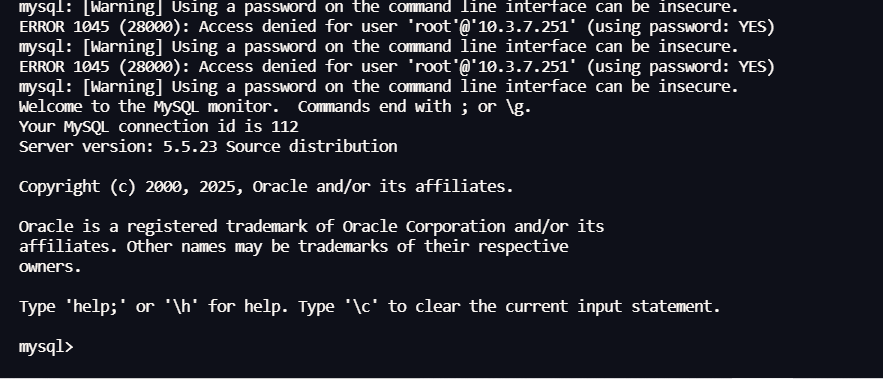 mysql: [Warning] Using a password on the command line interface can be insecure.
ERROR 1045 (28000): Access denied for user 'root'@'10.3.7.251' (using password: YES)
mysql: [Warning] Using a password on the command line interface can be insecure.
ERROR 1045 (28000): Access denied for user 'root'@'10.3.7.251' (using password: YES)
mysql: [Warning] Using a password on the command line interface can be insecure.
Welcome to the MySQL monitor.  Commands end with ; or \g.
Your MySQL connection id is 112
Server version: 5.5.23 Source distribution
Copyright (c) 2000, 2025, Oracle and/or its affiliates.
Oracle is a registered trademark of Oracle Corporation and/or its
affiliates. Other names may be trademarks of their respective
owners.
Type 'help;' or '\h' for help. Type '\c' to clear the current input statement.
mysql>